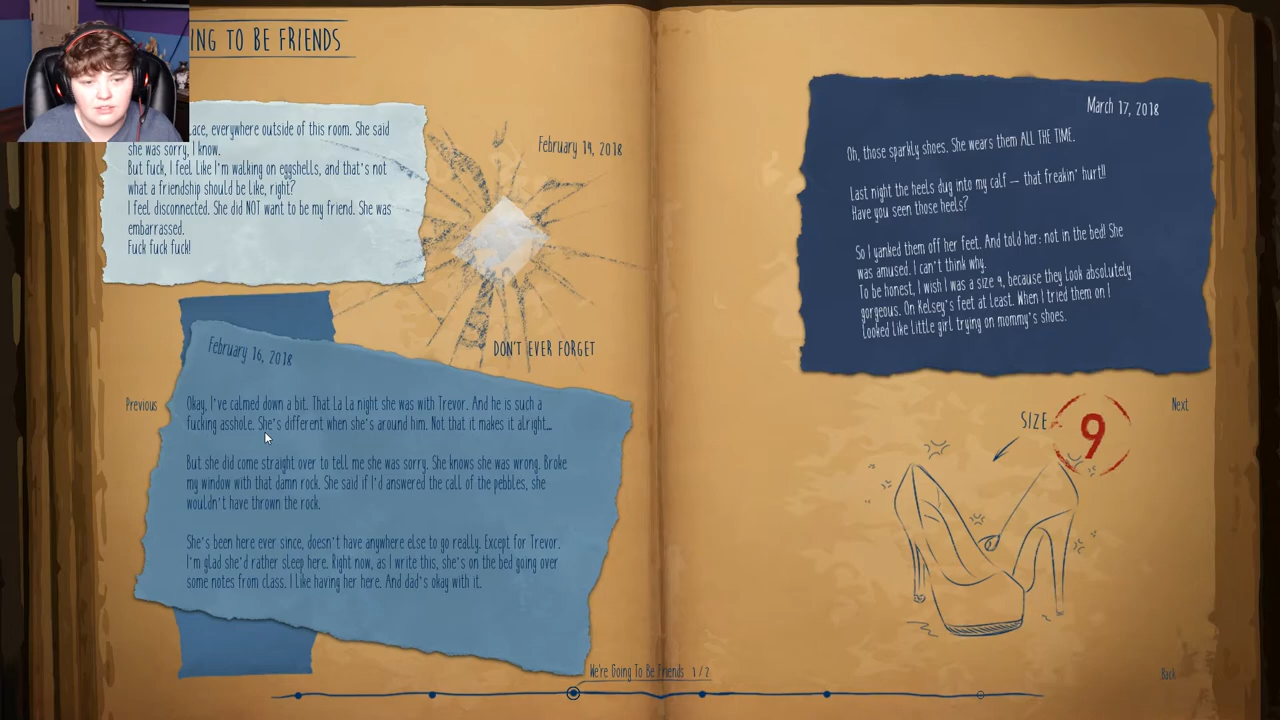 ING TO BE FRIENDS
ace, everywhere outside of this room. She said
she was sorry, I know.
But fuck, I feel like I'm walking on eggshells, and that's not
what a friendship should be like, right?
I feel disconnected. She did NOT want to be my friend. She was
embarrassed.
Fuck fuck fuck!
February 14, 2018
DON'T EVER FORGET
February 16, 2018
Previous
Okay, I've calmed down a bit. That La La night she was with Trevor. And he is such a
fucking asshole. She's different when she's around him. Not that it makes it alright...
But she did come straight over to tell me she was sorry. She knows she was wrong. Broke
my window with that damn rock. She said if I'd answered the call of the pebbles, she
wouldn't have thrown the rock.
She's been here ever since, doesn't have anywhere else to go really. Except for Trevor.
I'm glad she'd rather sleep here. Right now, as I write this, she's on the bed going over
some notes from class. I like having her here. And dad's okay with it.
March 17, 2018
Oh, those sparkly shoes. She wears them ALL THE TIME.
Last night the heels dug into my calf – that freakin' hurt!!
Have you seen those heels?
So I yanked them off her feet. And told her: not in the bed! She
was amused. I can't think why.
To be honest, I wish I was a size 9, because they look absolutely
gorgeous. On Kelsey's feet at least. When I tried them on I
looked like little girl trying on mommy's shoes.
Next
SIZE 9
We're Going To Be Friends 1/2
Back